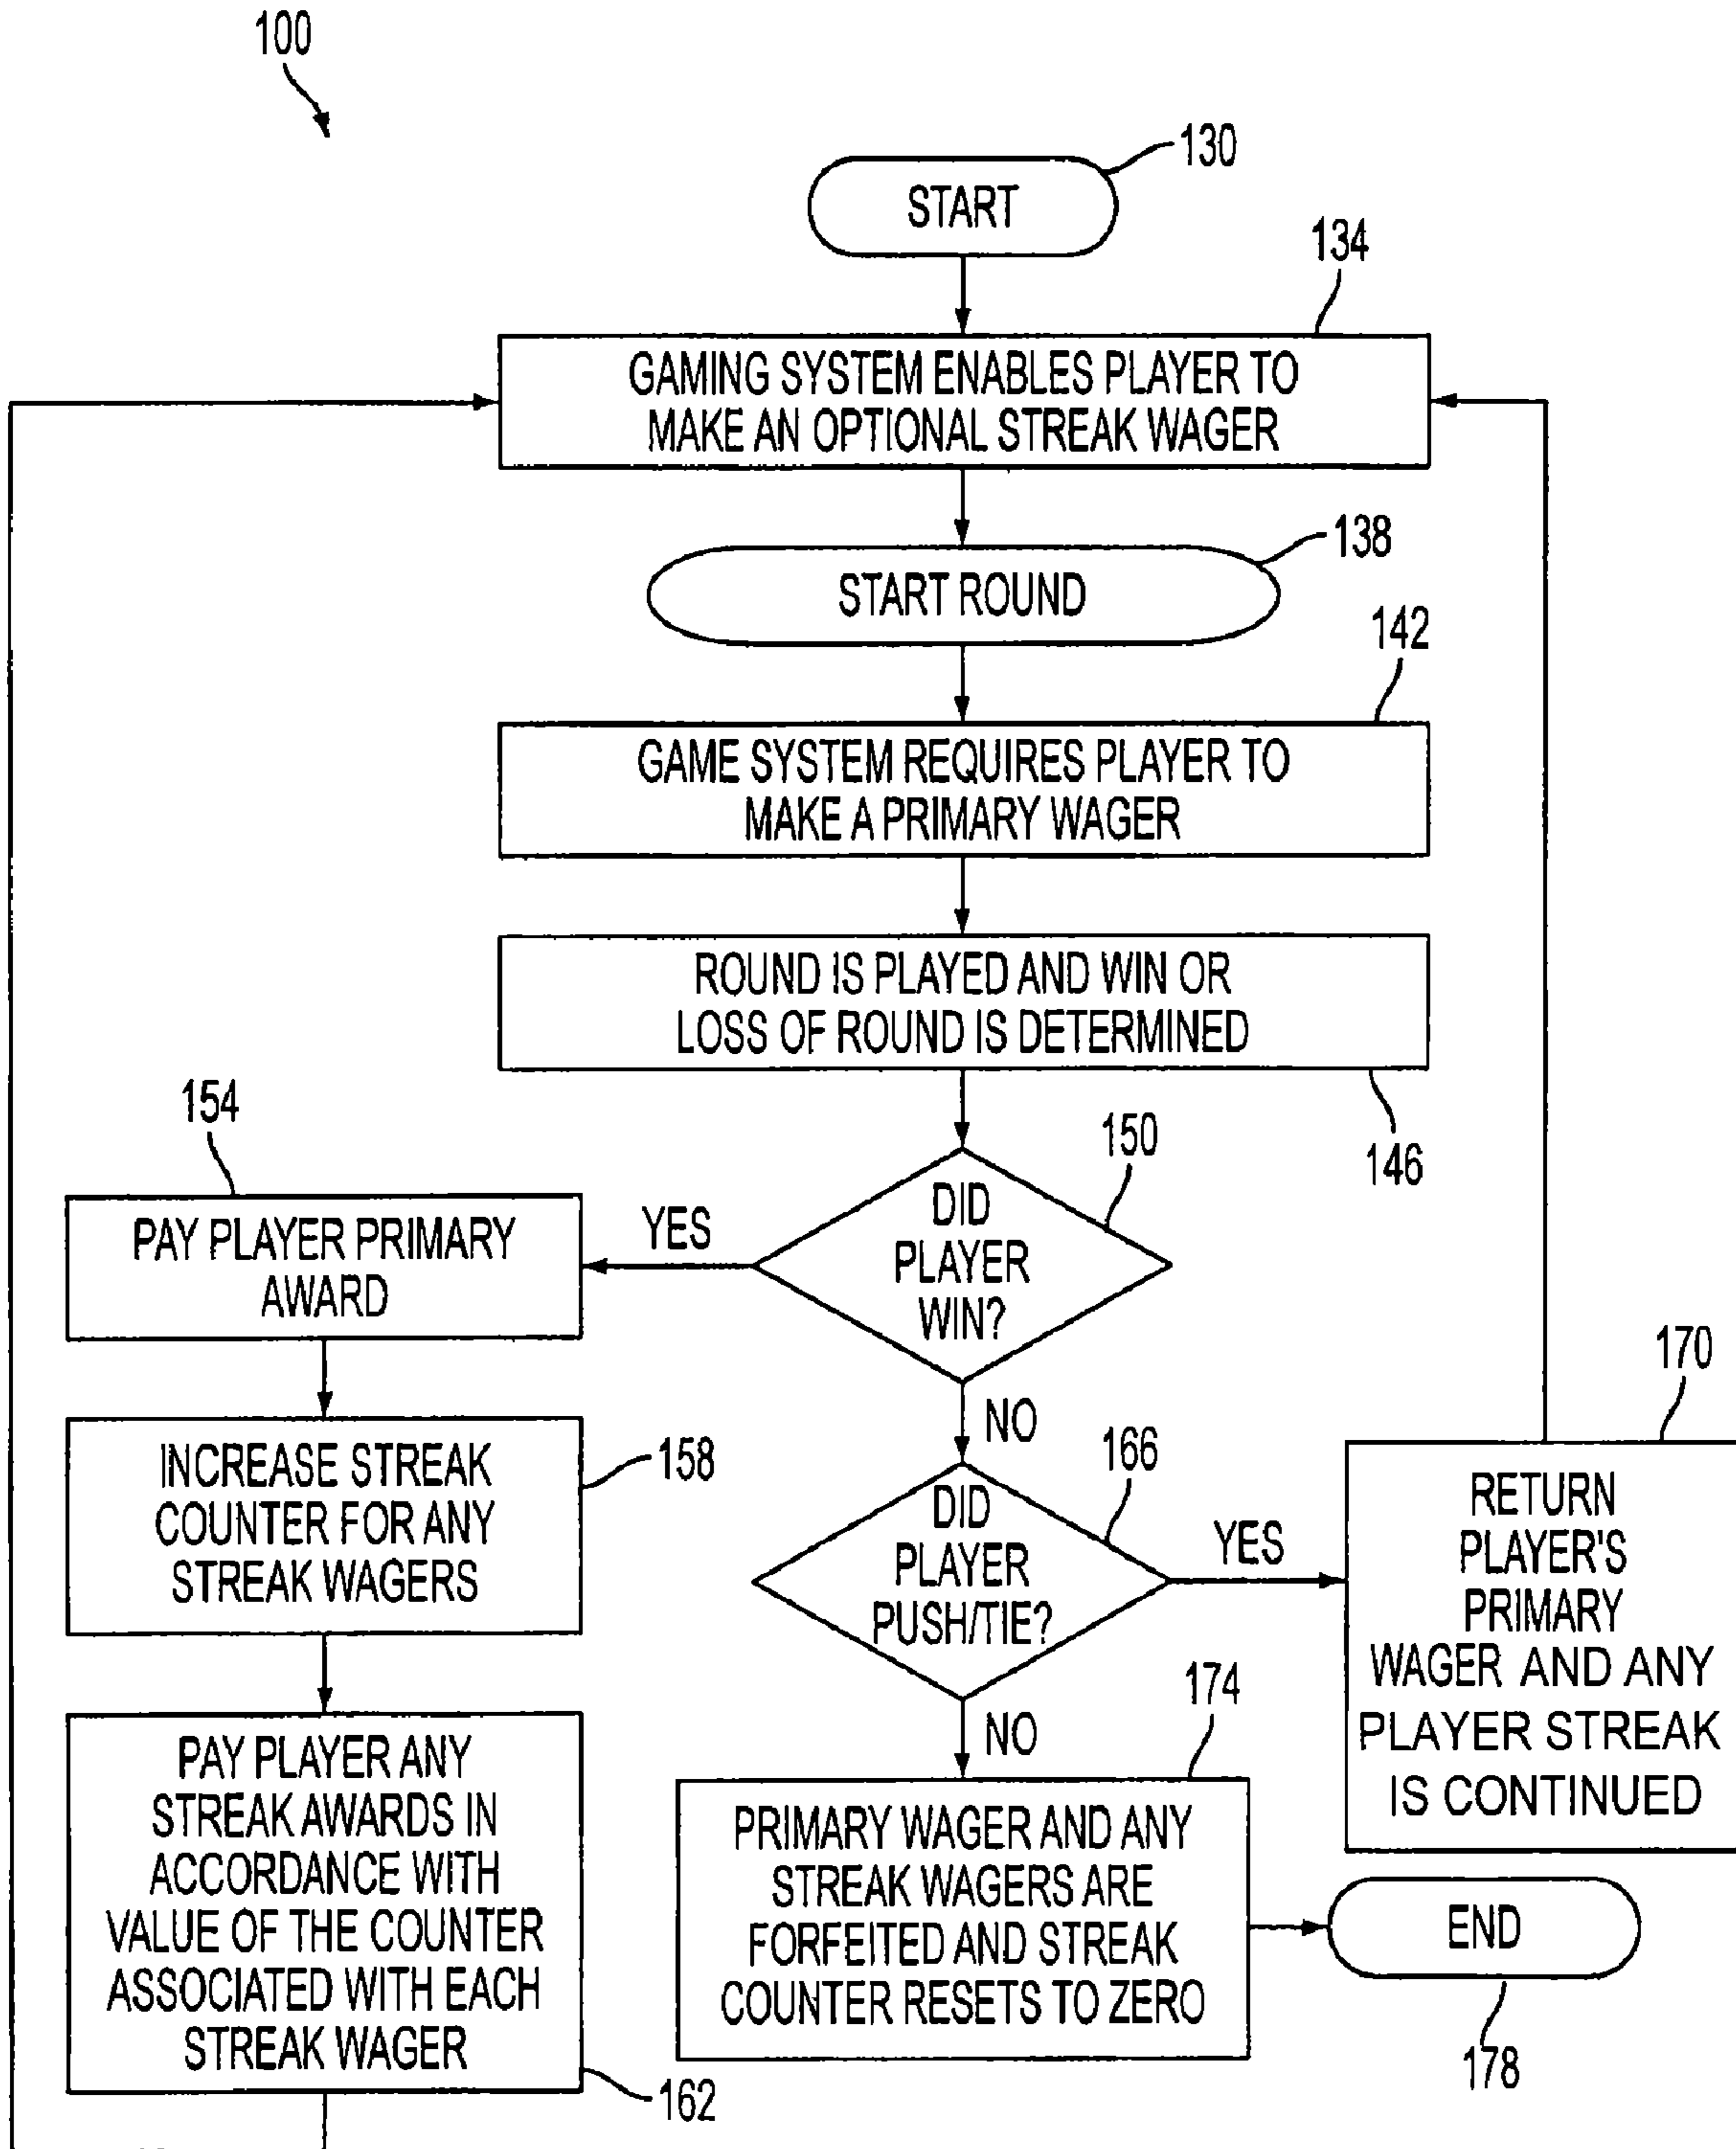 100
130
START
134
GAMING SYSTEM ENABLES PLAYER TO
MAKE AN OPTIONAL STREAK WAGER
138
START ROUND
142
GAME SYSTEM REQUIRES PLAYER TO
MAKE A PRIMARY WAGER
ROUND IS PLAYED AND WIN OR
LOSS OF ROUND IS DETERMINED
146
150
DID
PLAYER
WIN?
YES
154
PAY PLAYER PRIMARY
AWARD
INCREASE STREAK
COUNTER FOR ANY
STREAK WAGERS
158
PAY PLAYER ANY
STREAK AWARDS IN
ACCORDANCE WITH
VALUE OF THE COUNTER
ASSOCIATED WITH EACH
STREAK WAGER
162
NO
166
DID
PLAYER
PUSH/TIE?
YES
170
RETURN
PLAYER'S
PRIMARY
WAGER AND ANY
PLAYER STREAK
IS CONTINUED
NO
174
PRIMARY WAGER AND ANY
STREAK WAGERS ARE
FORFEITED AND STREAK
COUNTER RESETS TO ZERO
END
178